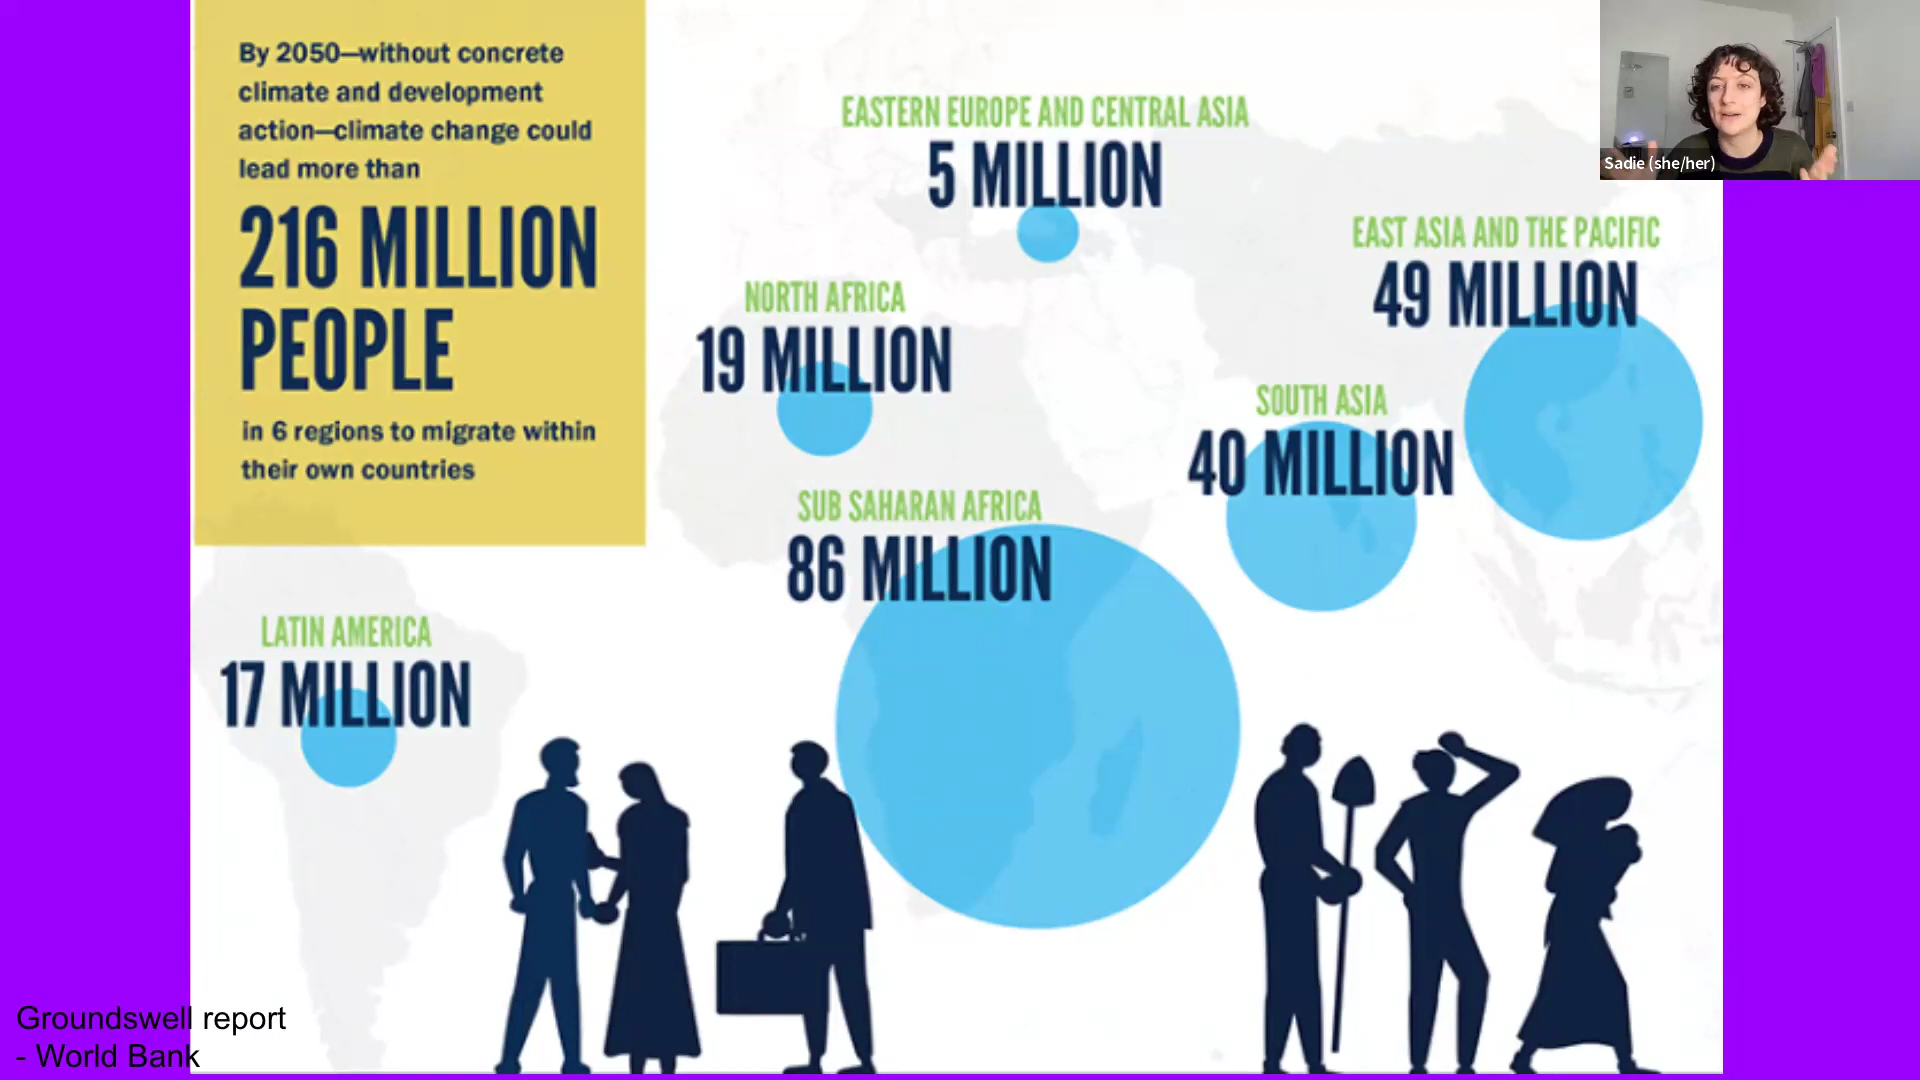 By 2050—without concrete
climate and development
action—climate change could
lead more than
216 MILLION
PEOPLE
in 6 regions to migrate within
their own countries
EASTERN EUROPE AND CENTRAL ASIA
5 MILLION
EAST ASIA AND THE PACIFIC
49 MILLION
NORTH AFRICA
19 MILLION
SOUTH ASIA
40 MILLION
SUB SAHARAN AFRICA
86 MILLION
LATIN AMERICA
17 MILLION
Groundswell report
- World Bank
Sadie (she/her)